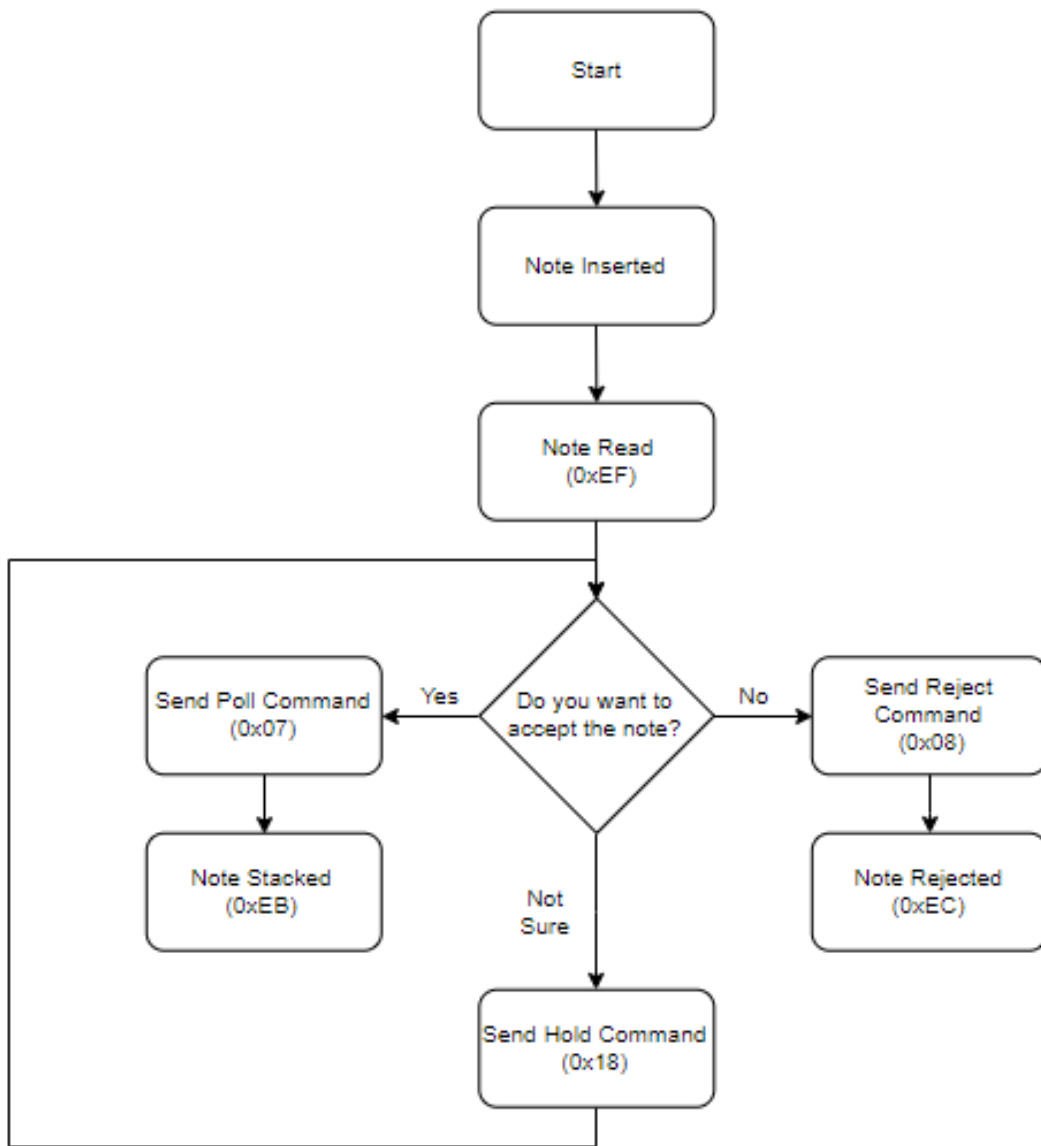 Start
Note Inserted
Note Read
(0xEF)
Do you want to
accept the note?
Yes
No
Send Poll Command
(0x07)
Send Reject
Command
(0x08)
Note Stacked
(0xEB)
Note Rejected
(0xEC)
Not
Sure
Send Hold Command
(0x18)